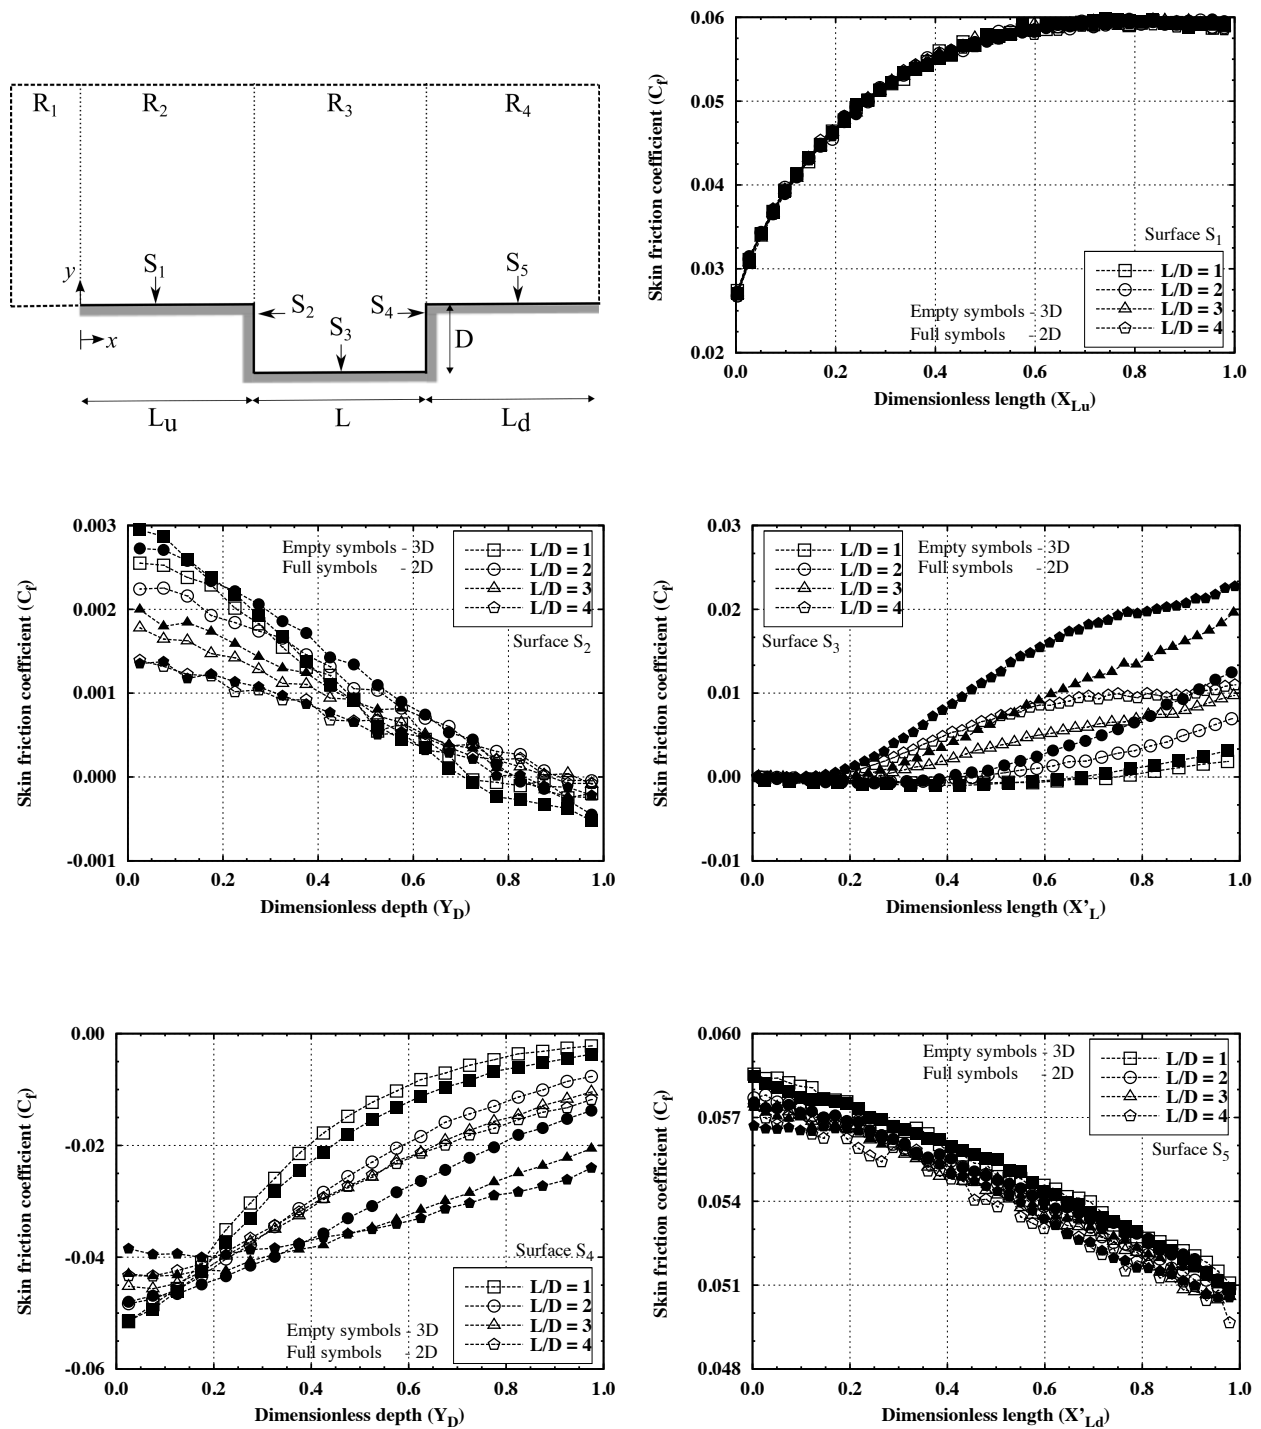 R1 R2 R3 R4
y S1 S5
S2 S4
S3
x D
Lu L Ld
Skin friction coefficient (Cf)
0.06
0.05
0.04
0.03
0.02
Surface S1
L/D = 1
L/D = 2
L/D = 3
L/D = 4
Empty symbols - 3D
Full symbols - 2D
0.0 0.2 0.4 0.6 0.8 1.0
Dimensionless length (XLu)
Skin friction coefficient (Cf)
0.003
0.002
0.001
0.000
-0.001
Empty symbols - 3D
Full symbols - 2D
L/D = 1
L/D = 2
L/D = 3
L/D = 4
Surface S2
0.0 0.2 0.4 0.6 0.8 1.0
Dimensionless depth (YD)
Skin friction coefficient (Cf)
0.03
0.02
0.01
0.00
-0.01
L/D = 1
L/D = 2
L/D = 3
L/D = 4
Empty symbols - 3D
Full symbols - 2D
Surface S3
0.0 0.2 0.4 0.6 0.8 1.0
Dimensionless length (X’L)
Skin friction coefficient (Cf)
0.00
-0.02
-0.04
-0.06
Surface S4
L/D = 1
L/D = 2
L/D = 3
L/D = 4
Empty symbols - 3D
Full symbols - 2D
0.0 0.2 0.4 0.6 0.8 1.0
Dimensionless depth (YD)
Skin friction coefficient (Cf)
0.060
0.057
0.054
0.051
0.048
Empty symbols - 3D
Full symbols - 2D
L/D = 1
L/D = 2
L/D = 3
L/D = 4
Surface S5
0.0 0.2 0.4 0.6 0.8 1.0
Dimensionless length (X’Ld)